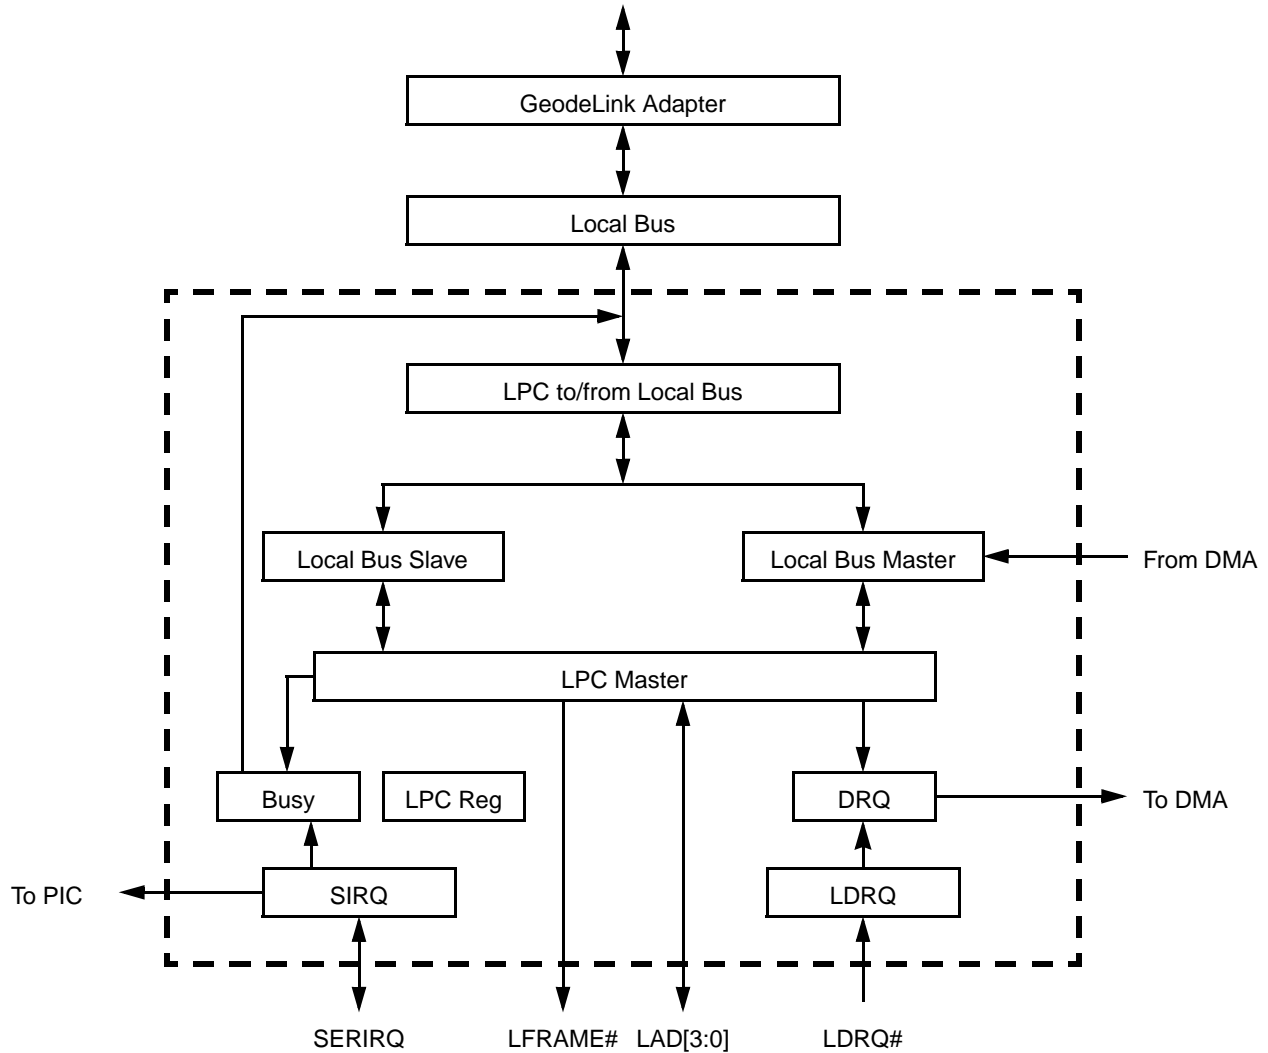 GeodeLink Adapter
Local Bus
LPC to/from Local Bus
Local Bus Slave
Local Bus Master
From DMA
LPC Master
Busy
LPC Reg
DRQ
To DMA
To PIC
SIRQ
LDRQ
SERIRQ
LFRAME#
LAD[3:0]
LDRQ#